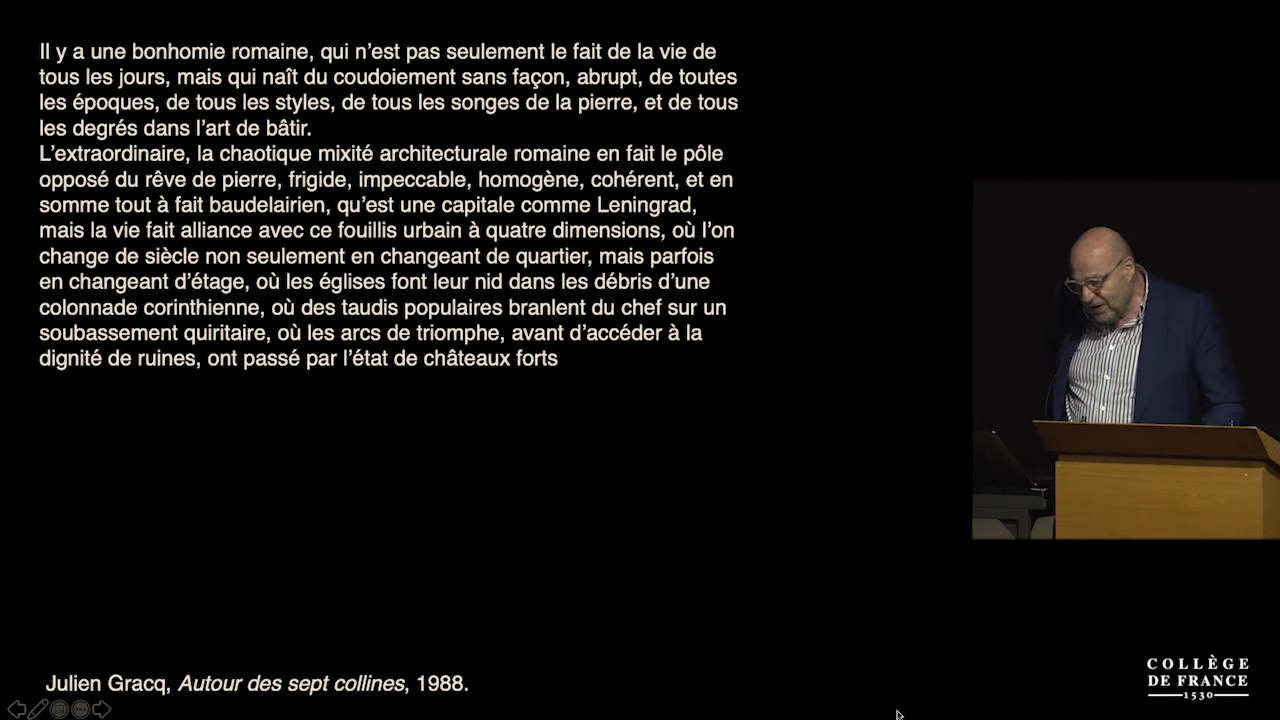 Il y a une bonhomie romaine, qui n’est pas seulement le fait de la vie de
tous les jours, mais qui naît du coudoiement sans façon, abrupt, de toutes
les époques, de tous les styles, de tous les songes de la pierre, et de tous
les degrés dans l’art de bâtir.
L’extraordinaire, la chaotique mixité architecturale romaine en fait le pôle
opposé du rêve de pierre, frigide, impeccable, homogène, cohérent, et en
somme tout à fait baudelairien, qu’est une capitale comme Leningrad,
mais la vie fait alliance avec ce fouillis urbain à quatre dimensions, où l’on
change de siècle non seulement en changeant de quartier, mais parfois
en changeant d’étage, où les églises font leur nid dans les débris d’une
colonnade corinthienne, où des taudis populaires branlent du chef sur un
soubassement quiritaire, où les arcs de triomphe, avant d’accéder à la
dignité de ruines, ont passé par l’état de châteaux forts
Julien Gracq, Autour des sept collines, 1988.
COLLÈGE
DE FRANCE
1530